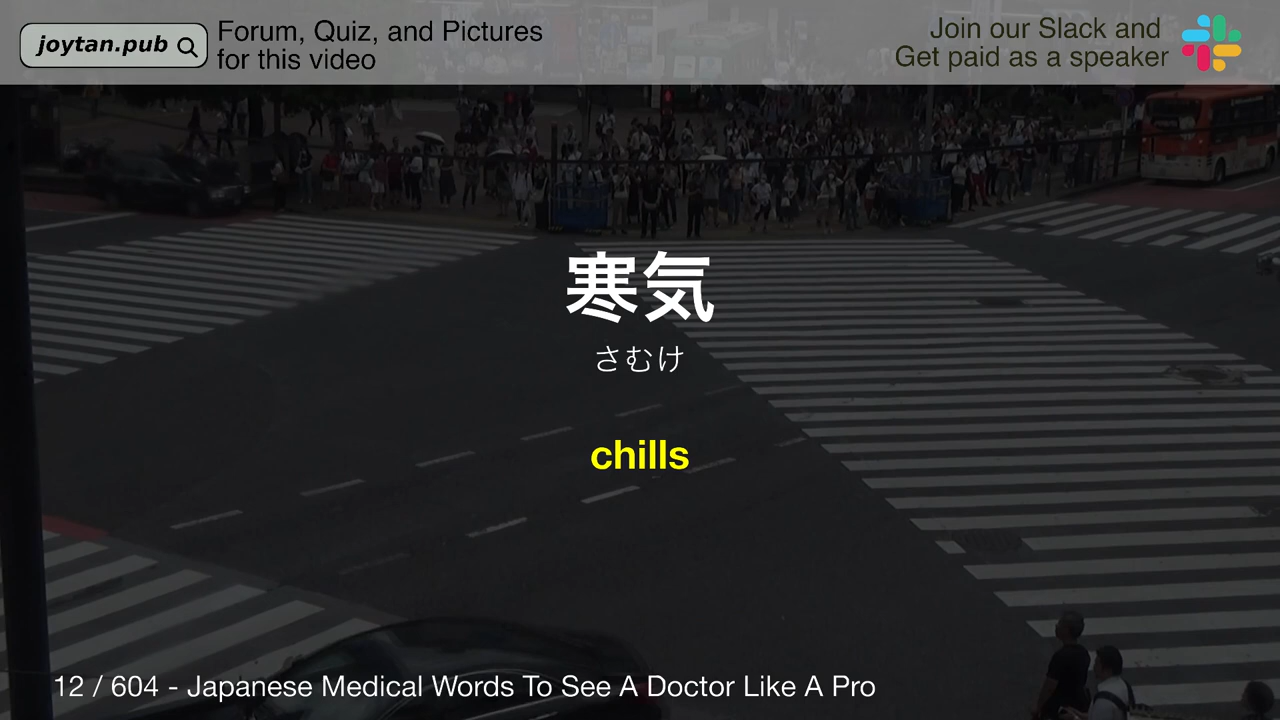 joytan.pub
Forum, Quiz, and Pictures
for this video
Join our Slack and
Get paid as a speaker
寒気
さむけ
chills
12 / 604 - Japanese Medical Words To See A Doctor Like A Pro